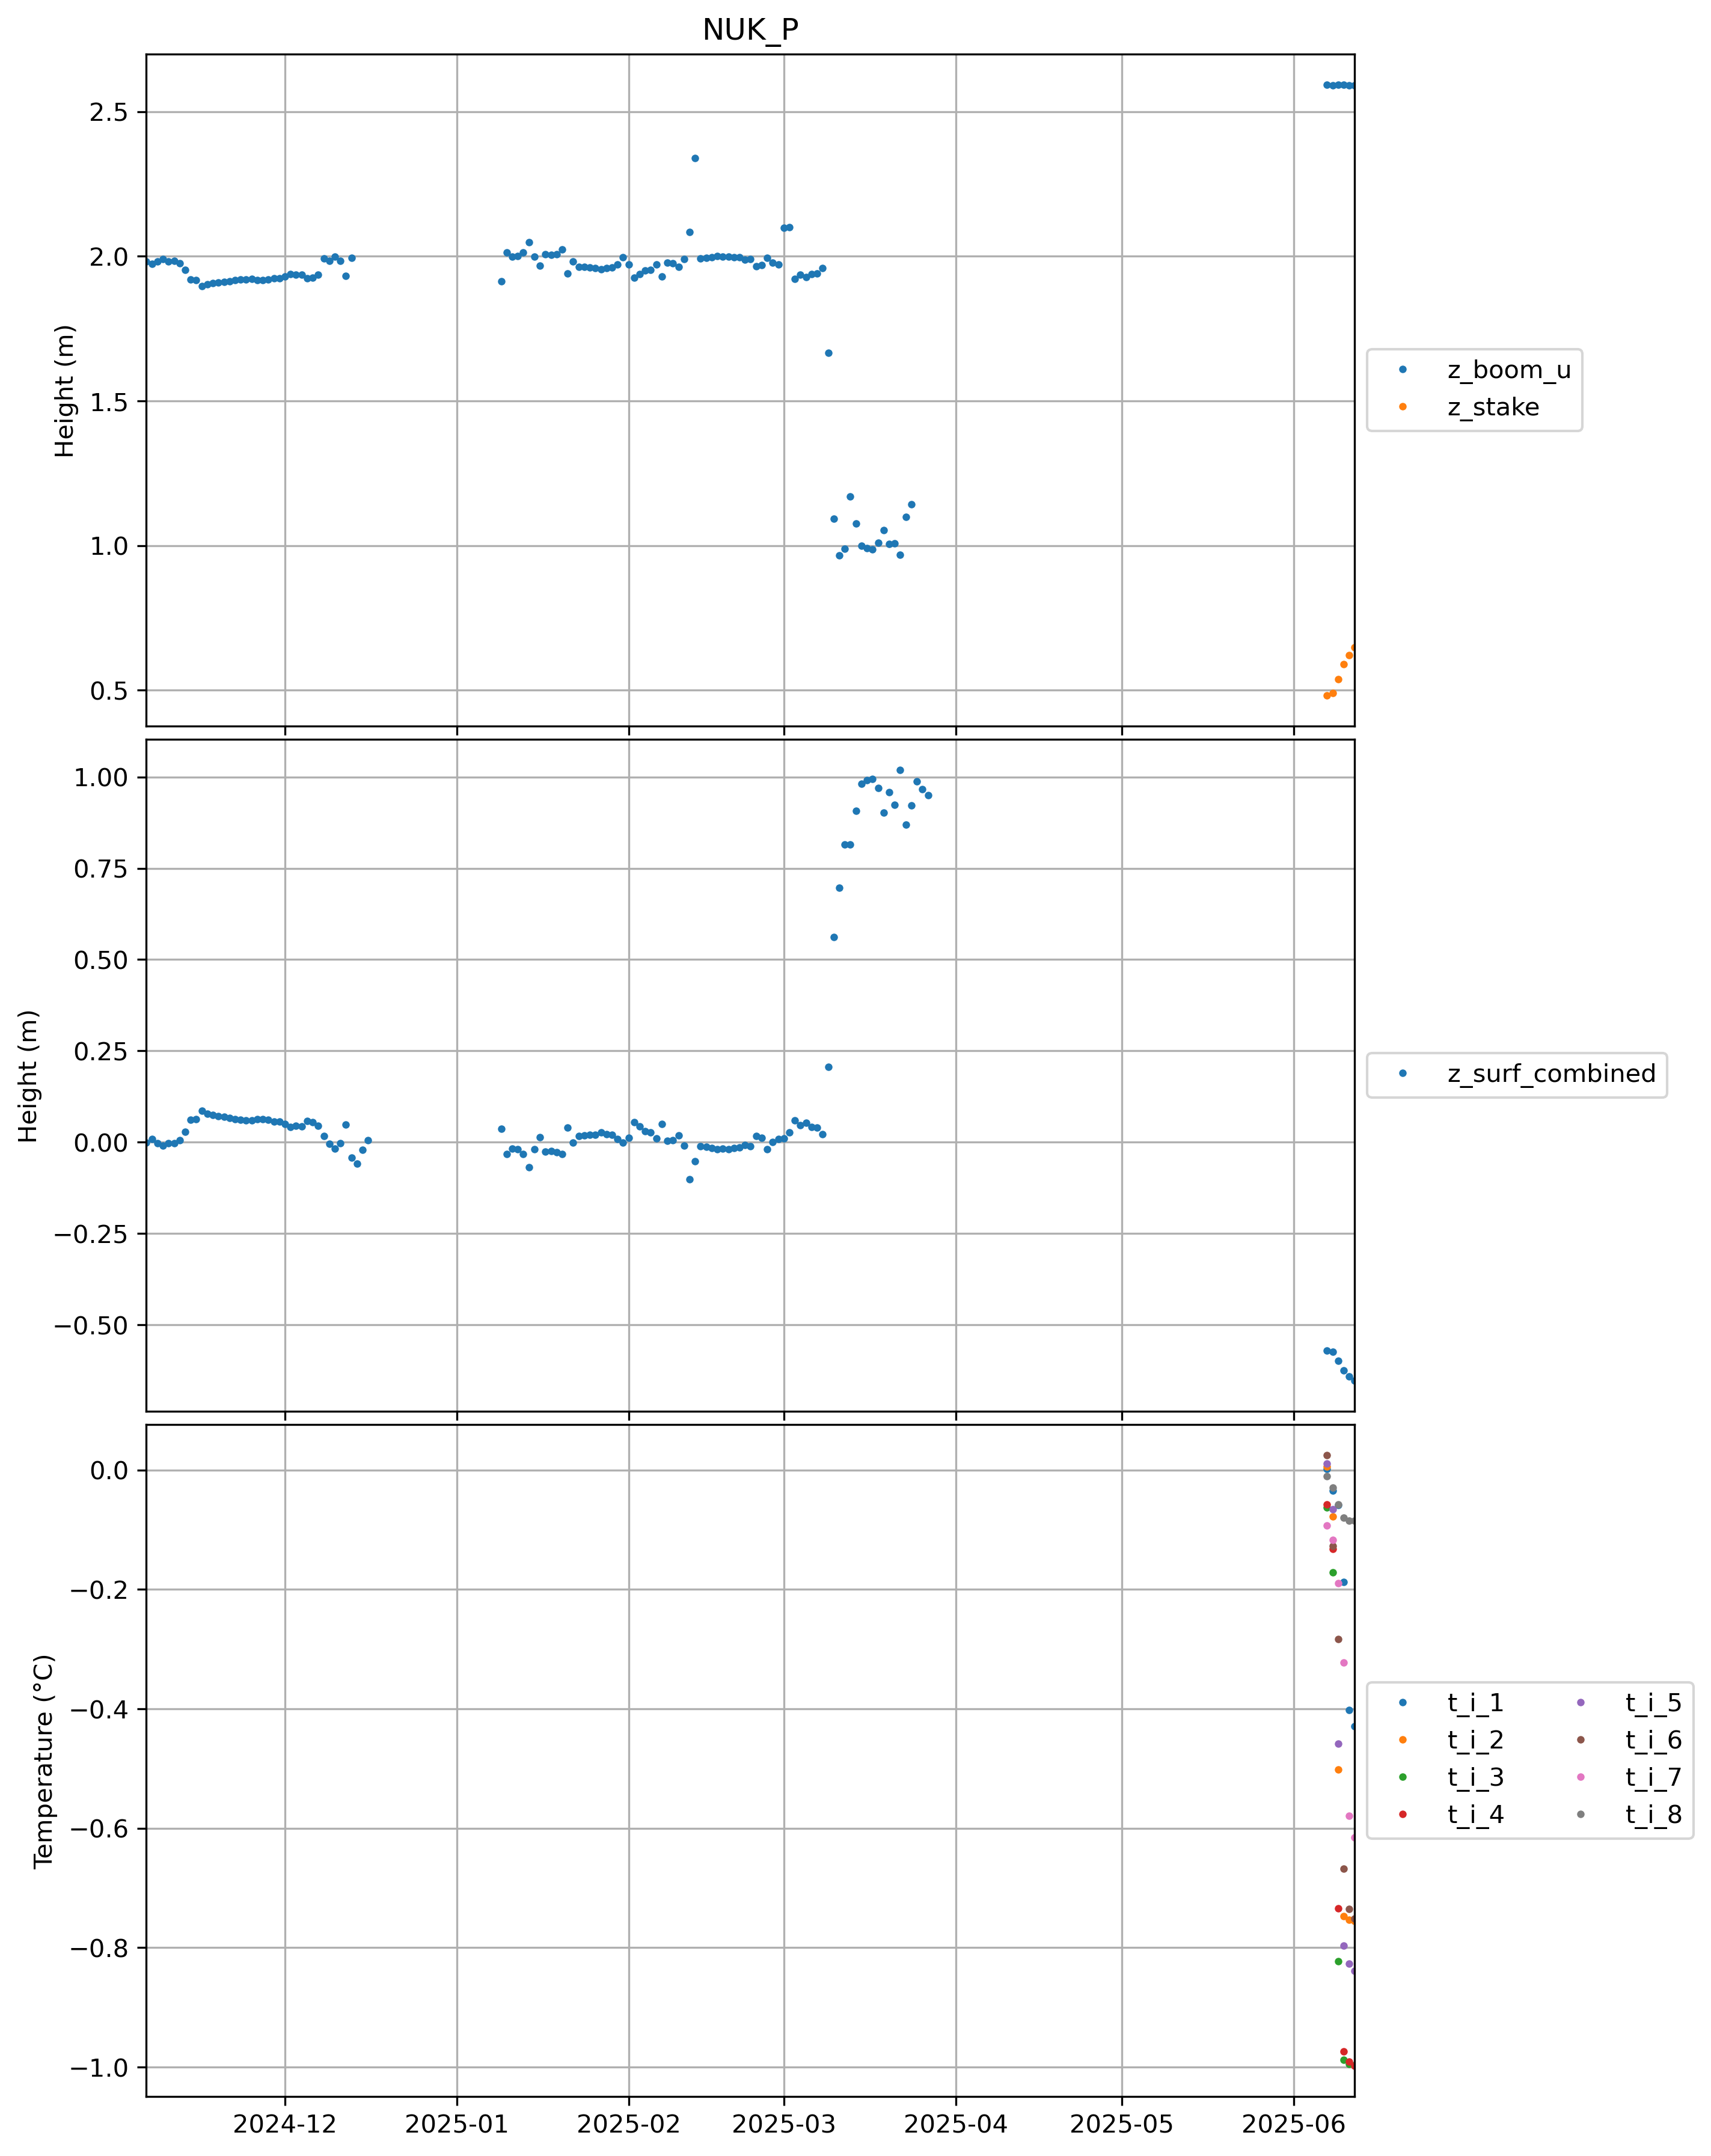 NUK_P
2.5
2.0
1.5
1.0
0.5
Height (m)
z_boom_u
z_stake
1.00
0.75
0.50
0.25
0.00
−0.25
−0.50
Height (m)
z_surf_combined
0.0
−0.2
−0.4
−0.6
−0.8
−1.0
Temperature (°C)
t_i_1
t_i_2
t_i_3
t_i_4
t_i_5
t_i_6
t_i_7
t_i_8
2024-12
2025-01
2025-02
2025-03
2025-04
2025-05
2025-06